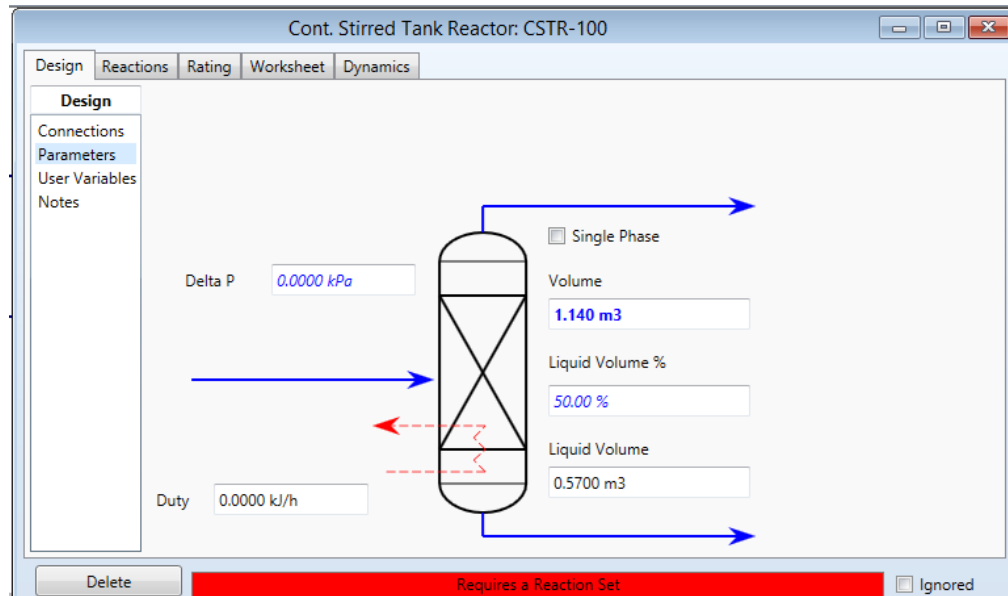 Cont. Stirred Tank Reactor: CSTR-100
Design Reactions Rating Worksheet Dynamics
Design
Connections
Parameters
User Variables
Notes
Single Phase
Delta P 0.0000 kPa
Volume
1.140 m3
Liquid Volume %
50.00 %
Liquid Volume
0.5700 m3
Duty 0.0000 kJ/h
Delete Requires a Reaction Set Ignored